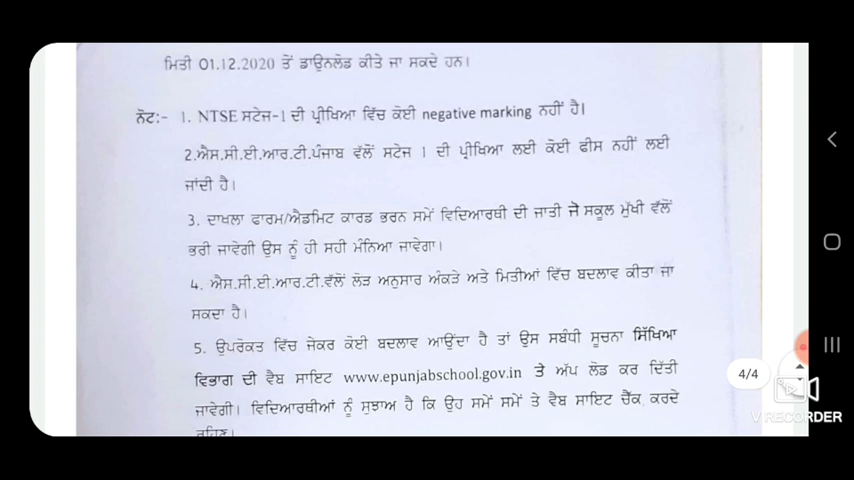 ਮਿਤੀ 01.12.2020 ਤੋਂ ਡਾਊਨਲੋਡ ਕੀਤੇ ਜਾ ਸਕਦੇ ਹਨ।
ਨੋਟ:- 1. NTSE ਸਟੇਜ-1 ਦੀ ਪ੍ਰੀਖਿਆ ਵਿੱਚ ਕੋਈ negative marking ਨਹੀਂ ਹੈ।
2.ਐਸ.ਸੀ.ਈ.ਆਰ.ਟੀ.ਪੰਜਾਬ ਵੱਲੋਂ ਸਟੇਜ 1 ਦੀ ਪ੍ਰੀਖਿਆ ਲਈ ਕੋਈ ਫੀਸ ਨਹੀਂ ਲਈ
ਜਾਂਦੀ ਹੈ।
3. ਦਾਖਲਾ ਫਾਰਮ/ਐਡਮਿਟ ਕਾਰਡ ਭਰਨ ਸਮੇਂ ਵਿਦਿਆਰਥੀ ਦੀ ਜਾਤੀ ਜੋ ਸਕੂਲ ਮੁੱਖੀ ਵੱਲੋਂ
ਭਰੀ ਜਾਵੇਗੀ ਉਸ ਨੂੰ ਹੀ ਸਹੀ ਮੰਨਿਆ ਜਾਵੇਗਾ।
4. ਐਸ.ਸੀ.ਈ.ਆਰ.ਟੀ.ਵੱਲੋਂ ਲੋੜ ਅਨੁਸਾਰ ਅੰਕੜੇ ਅਤੇ ਮਿਤੀਆਂ ਵਿੱਚ ਬਦਲਾਵ ਕੀਤਾ ਜਾ
ਸਕਦਾ ਹੈ।
5. ਉਪਰੋਕਤ ਵਿੱਚ ਜੇਕਰ ਕੋਈ ਬਦਲਾਵ ਆਉਂਦਾ ਹੈ ਤਾਂ ਉਸ ਸਬੰਧੀ ਸੂਚਨਾ ਸਿੱਖਿਆ
ਵਿਭਾਗ ਦੀ ਵੈਬ ਸਾਇਟ www.epunjabschool.gov.in ਤੇ ਅੱਪ ਲੋਡ ਕਰ ਦਿੱਤੀ
ਜਾਵੇਗੀ। ਵਿਦਿਆਰਥੀਆਂ ਨੂੰ ਸੁਝਾਅ ਹੈ ਕਿ ਉਹ ਸਮੇਂ ਸਮੇਂ ਤੇ ਵੈਬ ਸਾਇਟ ਚੈੱਕ ਕਰਦੇ
ਰਹਿਣ।
4/4
V RECORDER